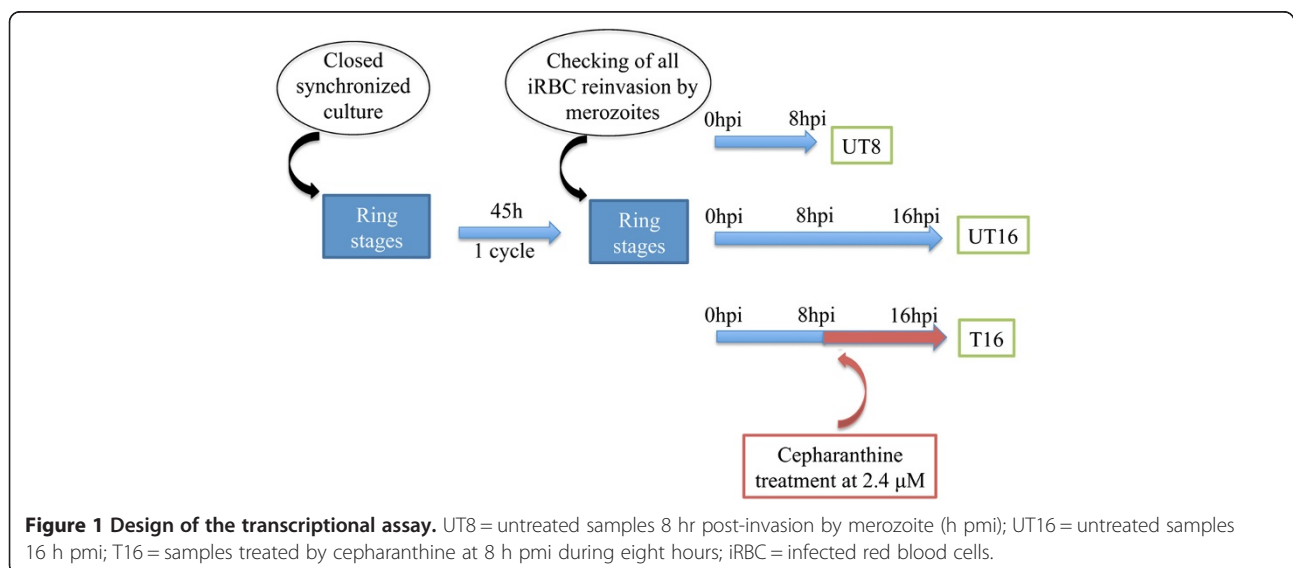 Closed
synchronized
culture
Checking of all
iRBC reinvasion by
merozoites
0hpi 8hpi
UT8
Ring
stages
45h
1 cycle
Ring
stages
0hpi 8hpi 16hpi
UT16
0hpi 8hpi 16hpi
T16
Cepharanthine
treatment at 2.4 µM
Figure 1 Design of the transcriptional assay. UT8 = untreated samples 8 hr post-invasion by merozoite (h pmi); UT16 = untreated samples
16 h pmi; T16 = samples treated by cepharanthine at 8 h pmi during eight hours; iRBC = infected red blood cells.